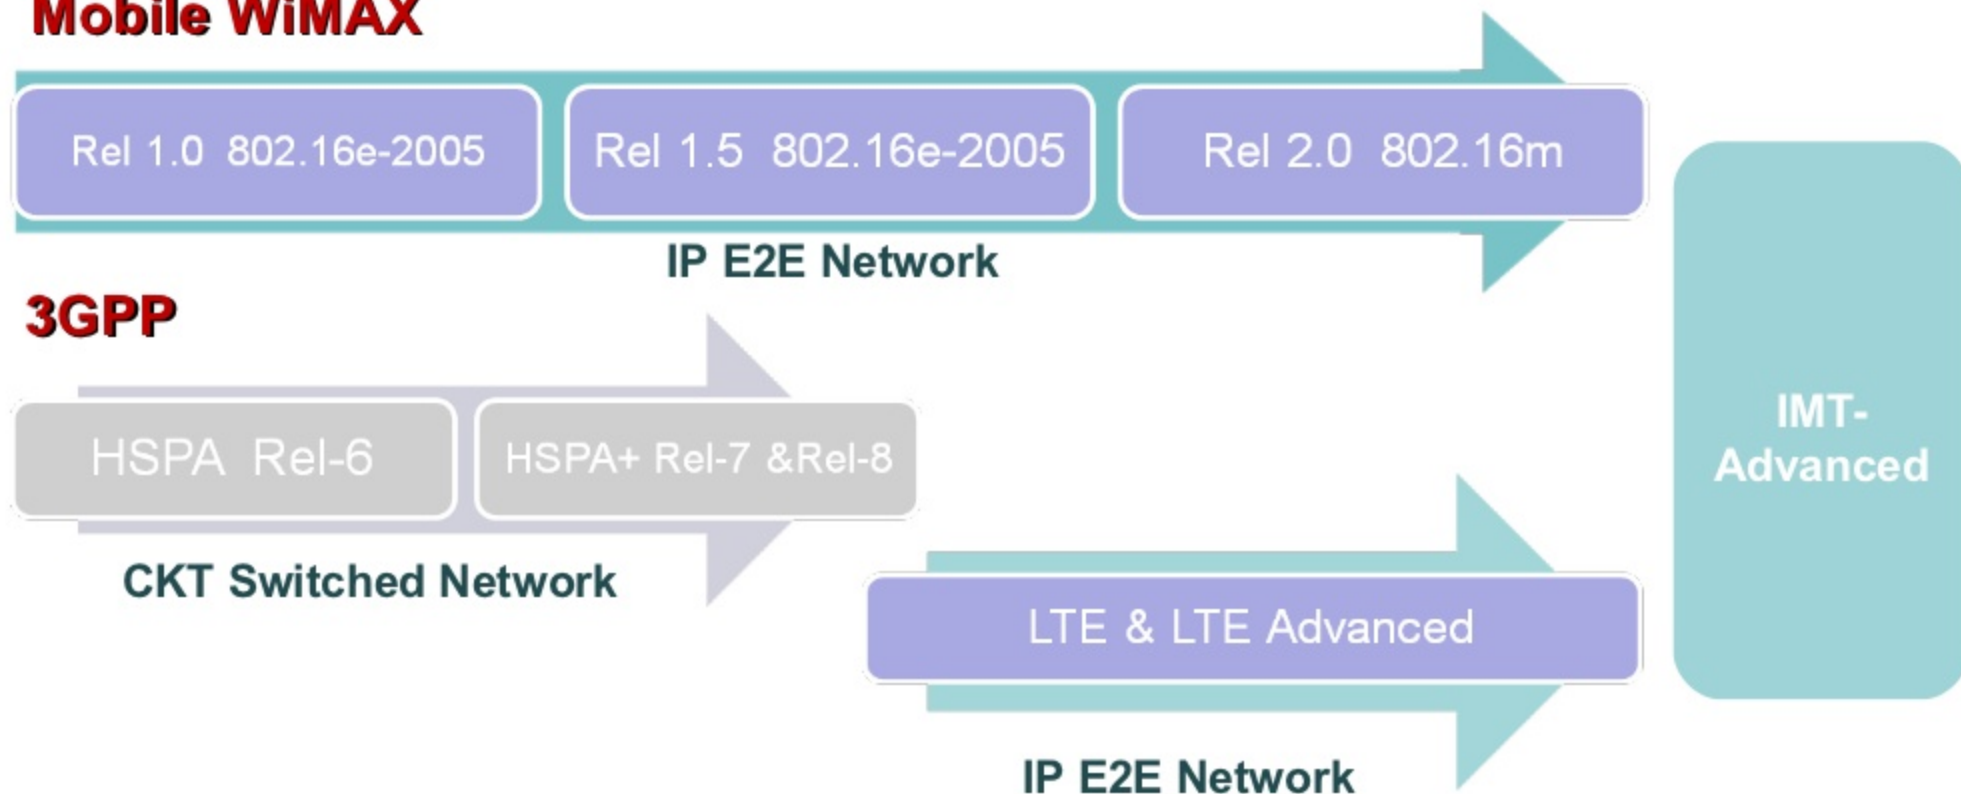 Mobile WiMAX
Rel 1.0 802.16e-2005
Rel 1.5 802.16e-2005
Rel 2.0 802.16m
IP E2E Network
3GPP
HSPA Rel-6
HSPA+ Rel-7 &Rel-8
CKT Switched Network
LTE & LTE Advanced
IP E2E Network
IMT-
Advanced